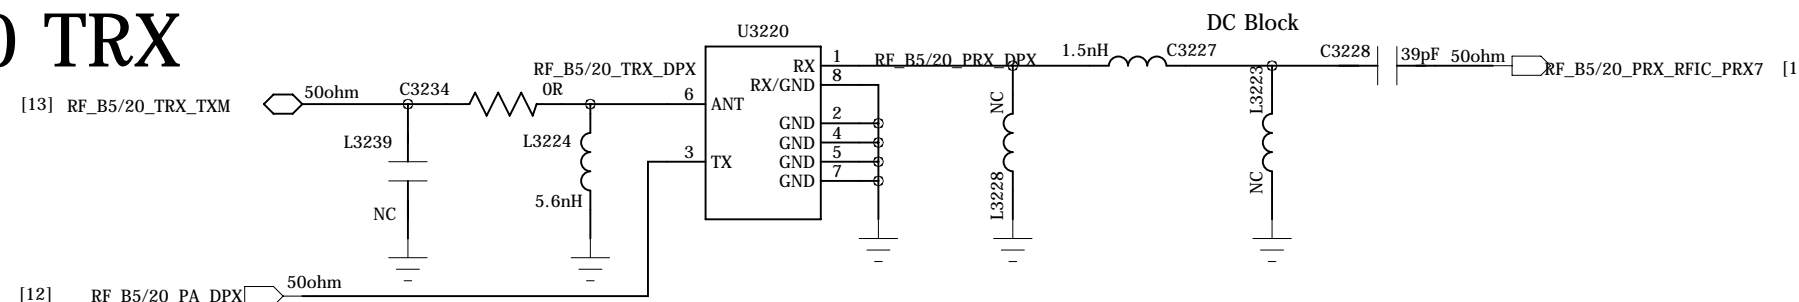 0 TRX
DC Block
U3220
RF_B5/20_TRX_DPX
RX 1
RX/GND 8
RF_B5/20_PRX_DPX
1.5nH
C3227
C3228
39pF
50ohm
RF_B5/20_PRX_RFIC_PRX7 [1
[13] RF_B5/20_TRX_TXM
50ohm
C3234
0R
6 ANT
GND 2
GND 4
GND 5
GND 7
3 TX
L3239
NC
L3224
5.6nH
NC
L3228
L3223
NC
[12] RF_B5/20_PA_DPX
50ohm